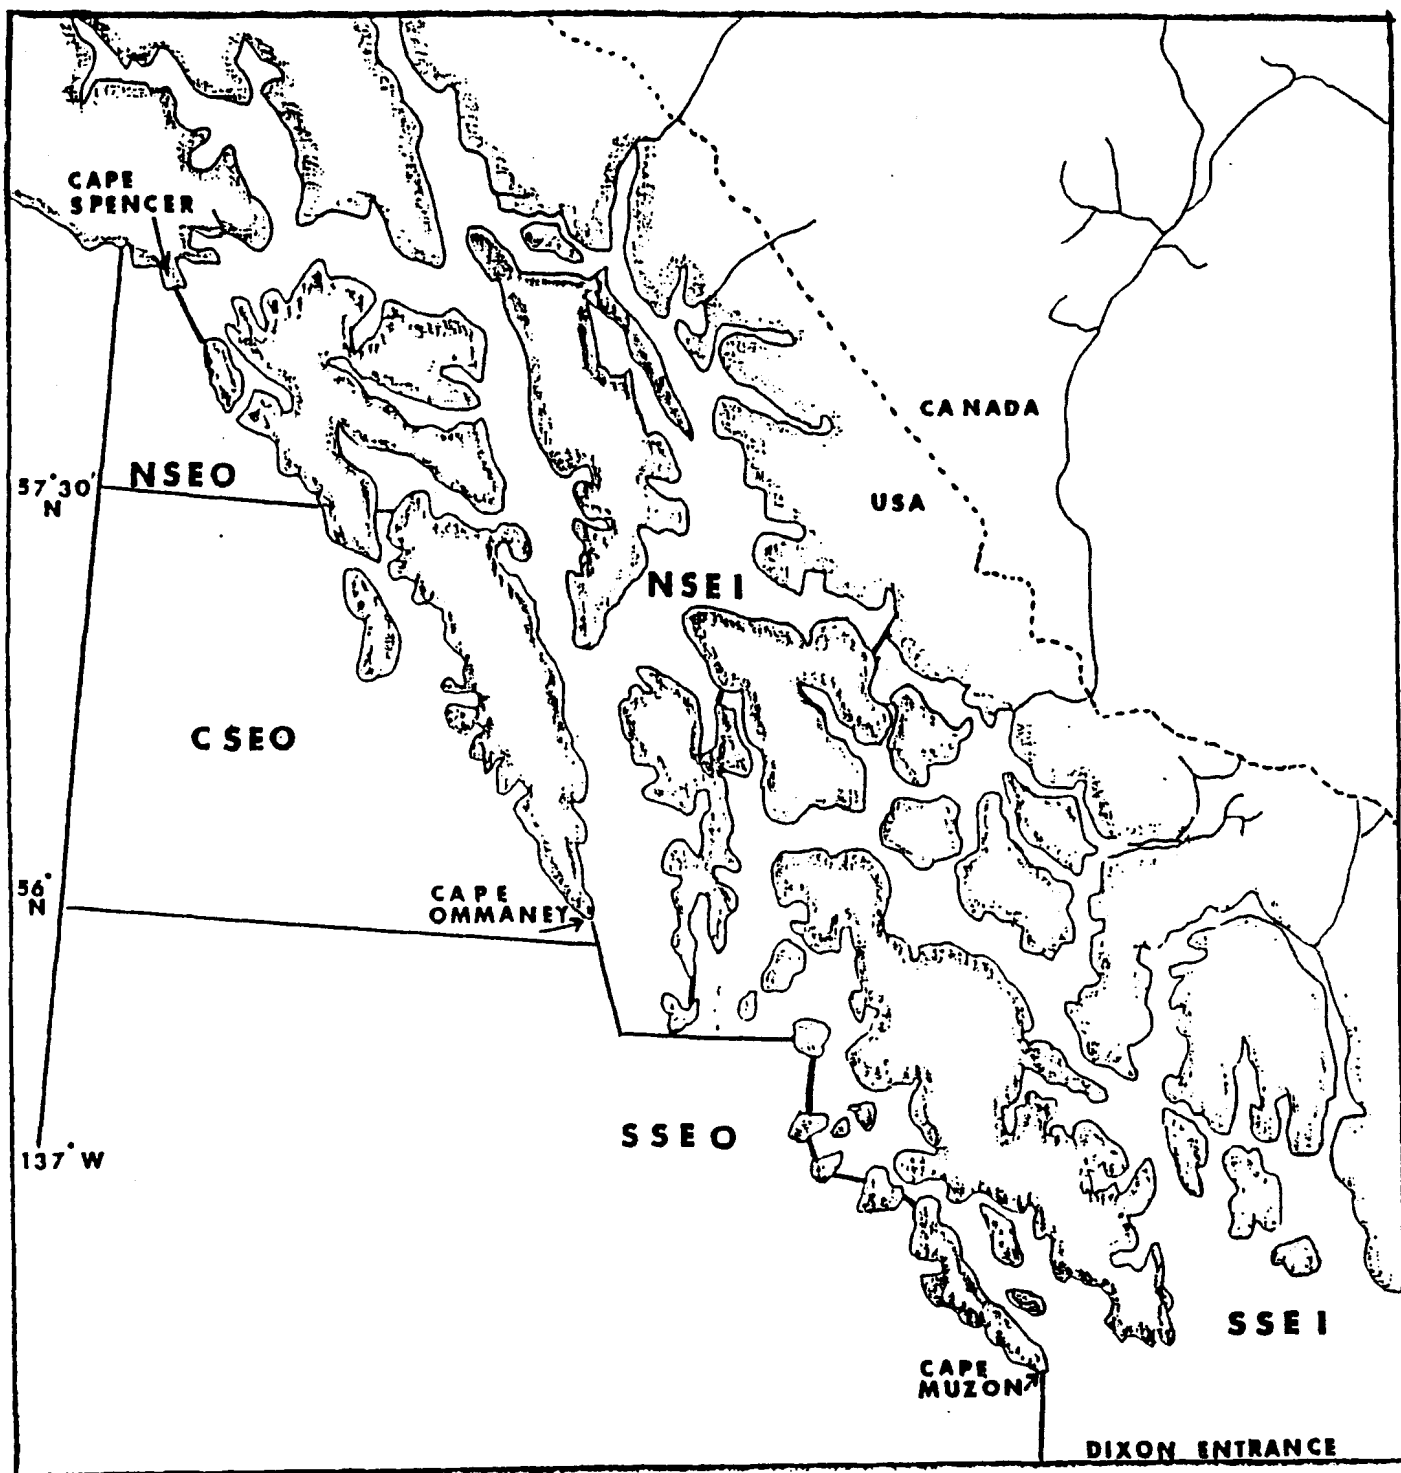 CAPE
SPENCER
CANADA
57°30'
N
NSEO
USA
NSEI
CSEO
56°
N
CAPE
OMMANEY
SSEO
137°W
SSEI
CAPE
MUZON
DIXON ENTRANCE